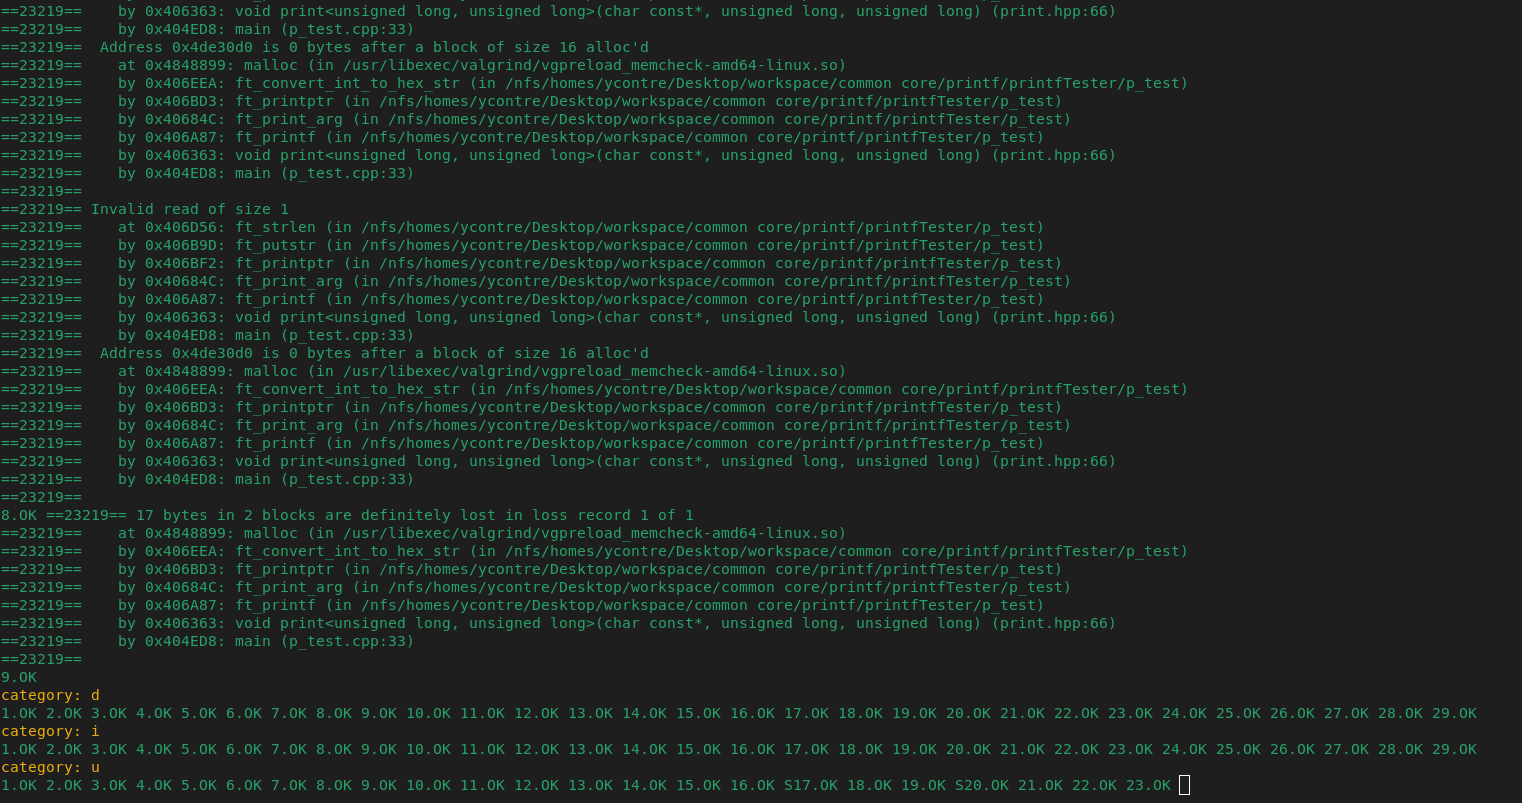 ==23219==    by 0x406363: void print<unsigned long, unsigned long>(char const*, unsigned long, unsigned long) (print.hpp:66)
==23219==    by 0x404ED8: main (p_test.cpp:33)
==23219==  Address 0x4de30d0 is 0 bytes after a block of size 16 alloc'd
==23219==    at 0x4848899: malloc (in /usr/libexec/valgrind/vgpreload_memcheck-amd64-linux.so)
==23219==    by 0x406EEA: ft_convert_int_to_hex_str (in /nfs/homes/ycontre/Desktop/workspace/common core/printf/printfTester/p_test)
==23219==    by 0x406BD3: ft_printptr (in /nfs/homes/ycontre/Desktop/workspace/common core/printf/printfTester/p_test)
==23219==    by 0x40684C: ft_print_arg (in /nfs/homes/ycontre/Desktop/workspace/common core/printf/printfTester/p_test)
==23219==    by 0x406A87: ft_printf (in /nfs/homes/ycontre/Desktop/workspace/common core/printf/printfTester/p_test)
==23219==    by 0x406363: void print<unsigned long, unsigned long>(char const*, unsigned long, unsigned long) (print.hpp:66)
==23219==    by 0x404ED8: main (p_test.cpp:33)
==23219==
==23219== Invalid read of size 1
==23219==    at 0x406D56: ft_strlen (in /nfs/homes/ycontre/Desktop/workspace/common core/printf/printfTester/p_test)
==23219==    by 0x406B9D: ft_putstr (in /nfs/homes/ycontre/Desktop/workspace/common core/printf/printfTester/p_test)
==23219==    by 0x406BF2: ft_printptr (in /nfs/homes/ycontre/Desktop/workspace/common core/printf/printfTester/p_test)
==23219==    by 0x40684C: ft_print_arg (in /nfs/homes/ycontre/Desktop/workspace/common core/printf/printfTester/p_test)
==23219==    by 0x406A87: ft_printf (in /nfs/homes/ycontre/Desktop/workspace/common core/printf/printfTester/p_test)
==23219==    by 0x406363: void print<unsigned long, unsigned long>(char const*, unsigned long, unsigned long) (print.hpp:66)
==23219==    by 0x404ED8: main (p_test.cpp:33)
==23219==  Address 0x4de30d0 is 0 bytes after a block of size 16 alloc'd
==23219==    at 0x4848899: malloc (in /usr/libexec/valgrind/vgpreload_memcheck-amd64-linux.so)
==23219==    by 0x406EEA: ft_convert_int_to_hex_str (in /nfs/homes/ycontre/Desktop/workspace/common core/printf/printfTester/p_test)
==23219==    by 0x406BD3: ft_printptr (in /nfs/homes/ycontre/Desktop/workspace/common core/printf/printfTester/p_test)
==23219==    by 0x40684C: ft_print_arg (in /nfs/homes/ycontre/Desktop/workspace/common core/printf/printfTester/p_test)
==23219==    by 0x406A87: ft_printf (in /nfs/homes/ycontre/Desktop/workspace/common core/printf/printfTester/p_test)
==23219==    by 0x406363: void print<unsigned long, unsigned long>(char const*, unsigned long, unsigned long) (print.hpp:66)
==23219==    by 0x404ED8: main (p_test.cpp:33)
==23219==
8.OK ==23219== 17 bytes in 2 blocks are definitely lost in loss record 1 of 1
==23219==    at 0x4848899: malloc (in /usr/libexec/valgrind/vgpreload_memcheck-amd64-linux.so)
==23219==    by 0x406EEA: ft_convert_int_to_hex_str (in /nfs/homes/ycontre/Desktop/workspace/common core/printf/printfTester/p_test)
==23219==    by 0x406BD3: ft_printptr (in /nfs/homes/ycontre/Desktop/workspace/common core/printf/printfTester/p_test)
==23219==    by 0x40684C: ft_print_arg (in /nfs/homes/ycontre/Desktop/workspace/common core/printf/printfTester/p_test)
==23219==    by 0x406A87: ft_printf (in /nfs/homes/ycontre/Desktop/workspace/common core/printf/printfTester/p_test)
==23219==    by 0x406363: void print<unsigned long, unsigned long>(char const*, unsigned long, unsigned long) (print.hpp:66)
==23219==    by 0x404ED8: main (p_test.cpp:33)
==23219==
9.OK
category: d
1.OK 2.OK 3.OK 4.OK 5.OK 6.OK 7.OK 8.OK 9.OK 10.OK 11.OK 12.OK 13.OK 14.OK 15.OK 16.OK 17.OK 18.OK 19.OK 20.OK 21.OK 22.OK 23.OK 24.OK 25.OK 26.OK 27.OK 28.OK 29.OK
category: i
1.OK 2.OK 3.OK 4.OK 5.OK 6.OK 7.OK 8.OK 9.OK 10.OK 11.OK 12.OK 13.OK 14.OK 15.OK 16.OK 17.OK 18.OK 19.OK 20.OK 21.OK 22.OK 23.OK 24.OK 25.OK 26.OK 27.OK 28.OK 29.OK
category: u
1.OK 2.OK 3.OK 4.OK 5.OK 6.OK 7.OK 8.OK 9.OK 10.OK 11.OK 12.OK 13.OK 14.OK 15.OK 16.OK S17.OK 18.OK 19.OK S20.OK 21.OK 22.OK 23.OK